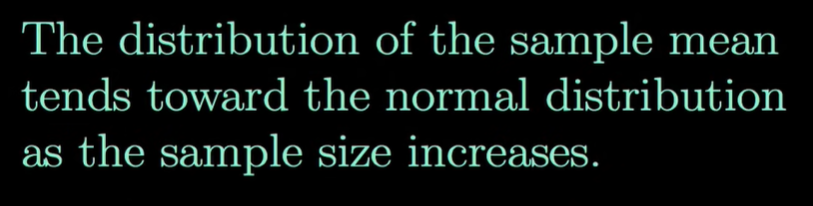 The distribution of the sample mean
tends toward the normal distribution
as the sample size increases.